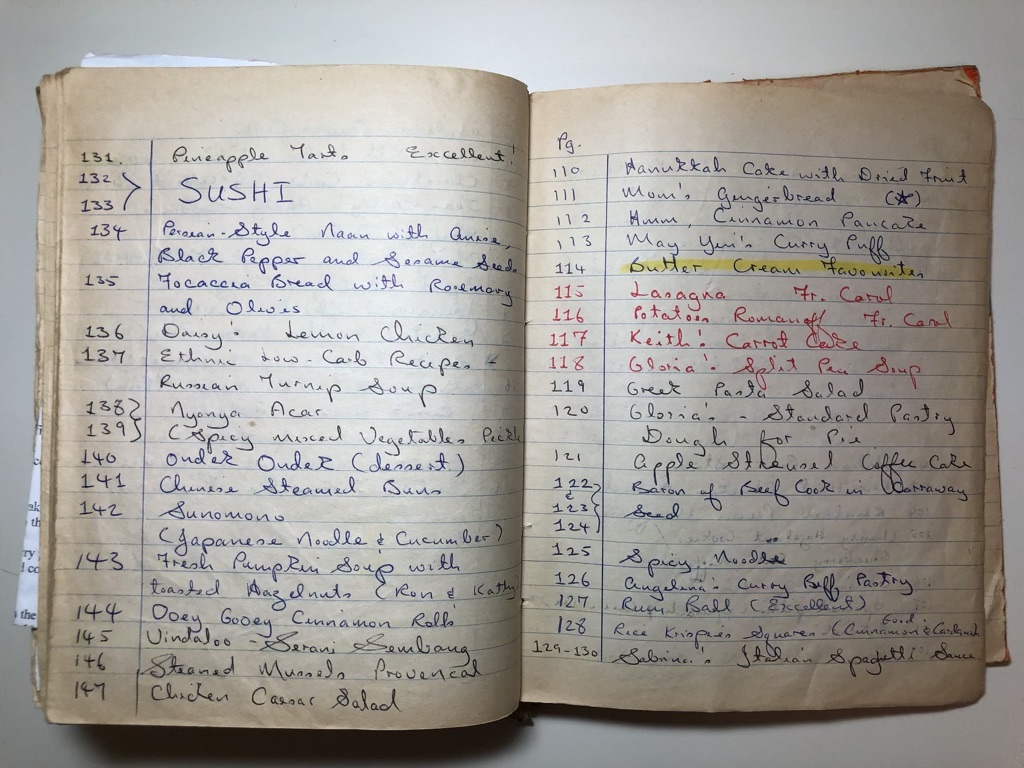 131. Pineapple Tarts Excellent!
132
133 SUSHI
134 Persian-Style Naan with Anise,
Black Pepper and Sesame Seeds
135 Focaccia Bread with Rosemary
and Olives
136 Daisy's Lemon Chicken
137 Ethnic Low-Carb Recipes -
Russian Turnip Soup
138 Nyonya Acar
139 (Spicy Mixed Vegetables Pickle
140 Ondek Ondek (dessert.)
141 Chinese Steamed Buns
142 Sunomono
(Japanese Noodle & Cucumber)
143 Fresh Pumpkin Soup with
toasted Hazelnuts (Ron & Kathy
144 Ooey Gooey Cinnamon Rolls
145 Vindaloo - Serani Sembang
146 Steamed Mussels Provencal
147 Chicken Caesar Salad
Pg.
110 Hanukkah Cake with Dried Fruit
111 Mom's Gingerbread (★)
112 Hmm, Cinnamon Pancake
113 May Yin's Curry Puff
114 Butter Cream Favourites
115 Lasagna Fr. Carol
116 Potatoes Romanoff Fr. Carol
117 Keith's Carrot Cake
118 Gloria's Split Pea Soup
119 Greek Pasta Salad
120 Gloria's - Standard Pastry
Dough for Pie
121 Apple Streusel Coffee Cake
122 Baron of Beef Cook in Carraway
& 123 Seed
124
125 Spicy Noodle
126 Angelina's Curry Puff Pastry.
127 Rum Ball (Excellent)
Good.
128 Rice Krispies Squares (Cinnamon &
129-130 Sabrina's Italian Spaghetti Sauce